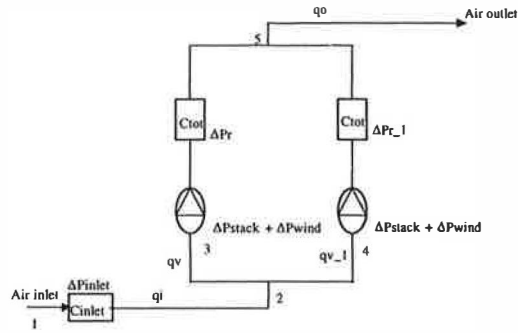 qo
Air outlet
5
Ctot
Ctot
ΔPr
ΔPr_1
ΔPstack + ΔPwind
ΔPstack + ΔPwind
3
4
qv
qv_1
ΔPinlet
Air inlet
Cinlet
qi
2
1